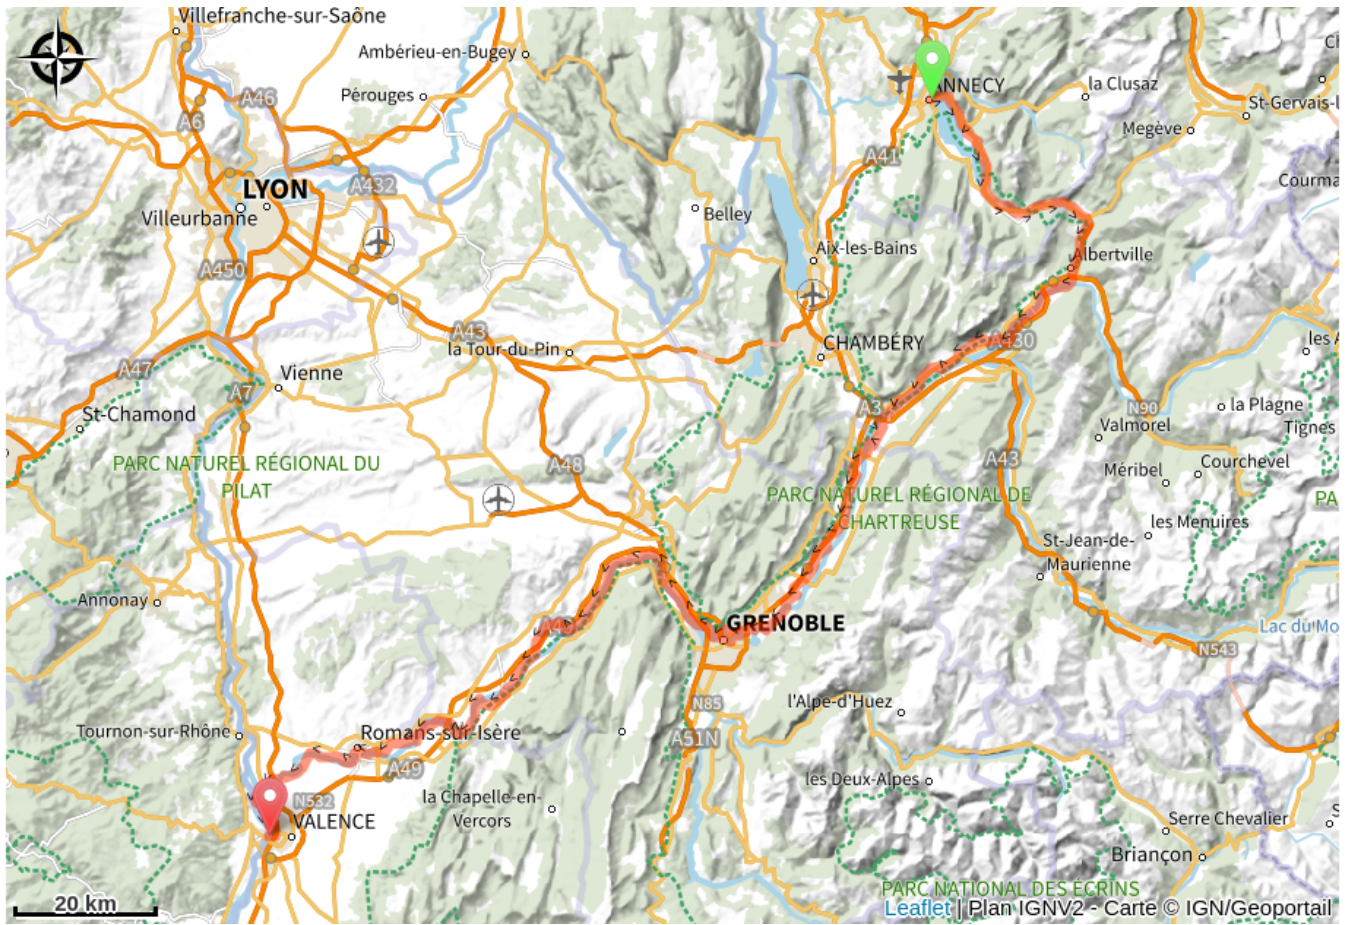 Villefranche-sur-Saône
Ambérieu-en-Bugey
Pérouges
A46
A6
ANNECY
la Clusaz
St-Gervais-l
Megève
A41
LYON
A432
Villeurbanne
Courma
Belley
Aix-les-Bains
Albertville
A450
A43
la Tour-du-Pin
CHAMBÉRY
A430
les A
A47
Vienne
A7
St-Chamond
A3
N90
la Plagne
Valmorel
Tignes
PARC NATUREL RÉGIONAL DU
PILAT
A48
A43
Méribel
Courchevel
PARC NATUREL RÉGIONAL DE
CHARTREUSE
PA
les Menuires
St-Jean-de-
Maurienne
Annonay
GRENOBLE
Lac du Mo
N543
l'Alpe-d'Huez
N85
Tournon-sur-Rhône
Romans-sur-Isère
A51N
A49
les Deux-Alpes
N532
la Chapelle-en-
Vercors
VALENCE
Serre Chevalier
Briançon
PARC NATIONAL DES ÉCRINS
20 km
Leaflet | Plan IGNV2 - Carte © IGN/Geoportail